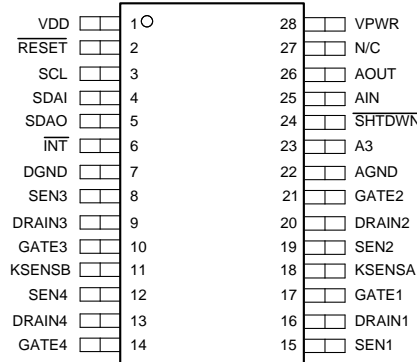 VDD 1 28 VPWR
RESET 2 27 N/C
SCL 3 26 AOUT
SDAI 4 25 AIN
SDAO 5 24 SHTDWN
INT 6 23 A3
DGND 7 22 AGND
SEN3 8 21 GATE2
DRAIN3 9 20 DRAIN2
GATE3 10 19 SEN2
KSENSB 11 18 KSENSA
SEN4 12 17 GATE1
DRAIN4 13 16 DRAIN1
GATE4 14 15 SEN1